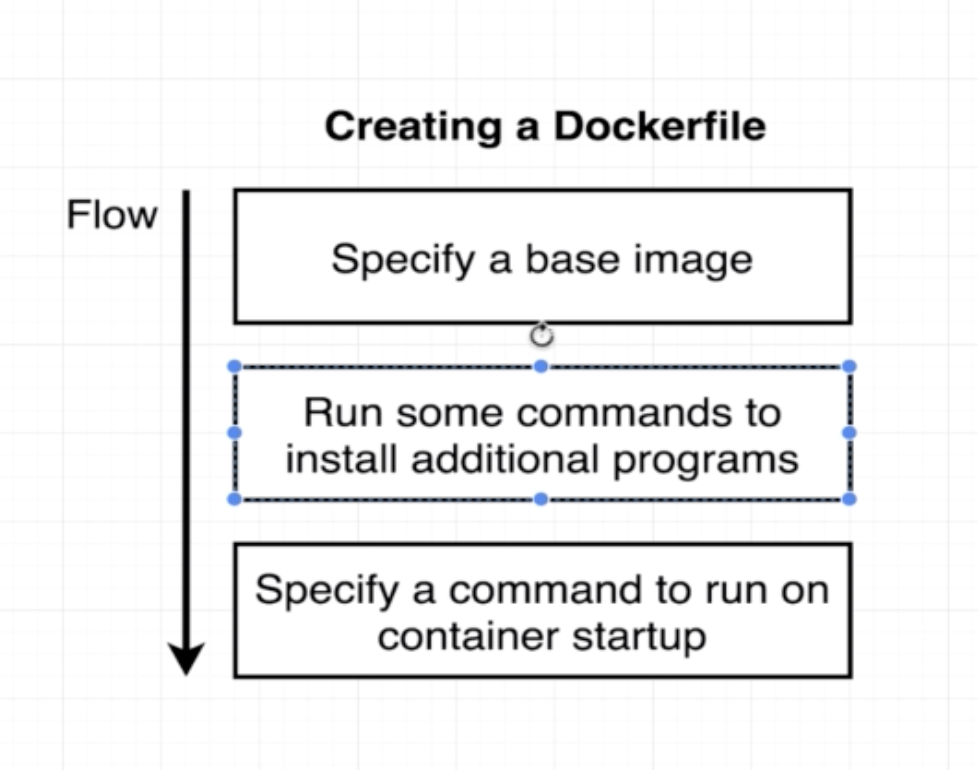 Creating a Dockerfile
Flow
Specify a base image
Run some commands to
install additional programs
Specify a command to run on
container startup